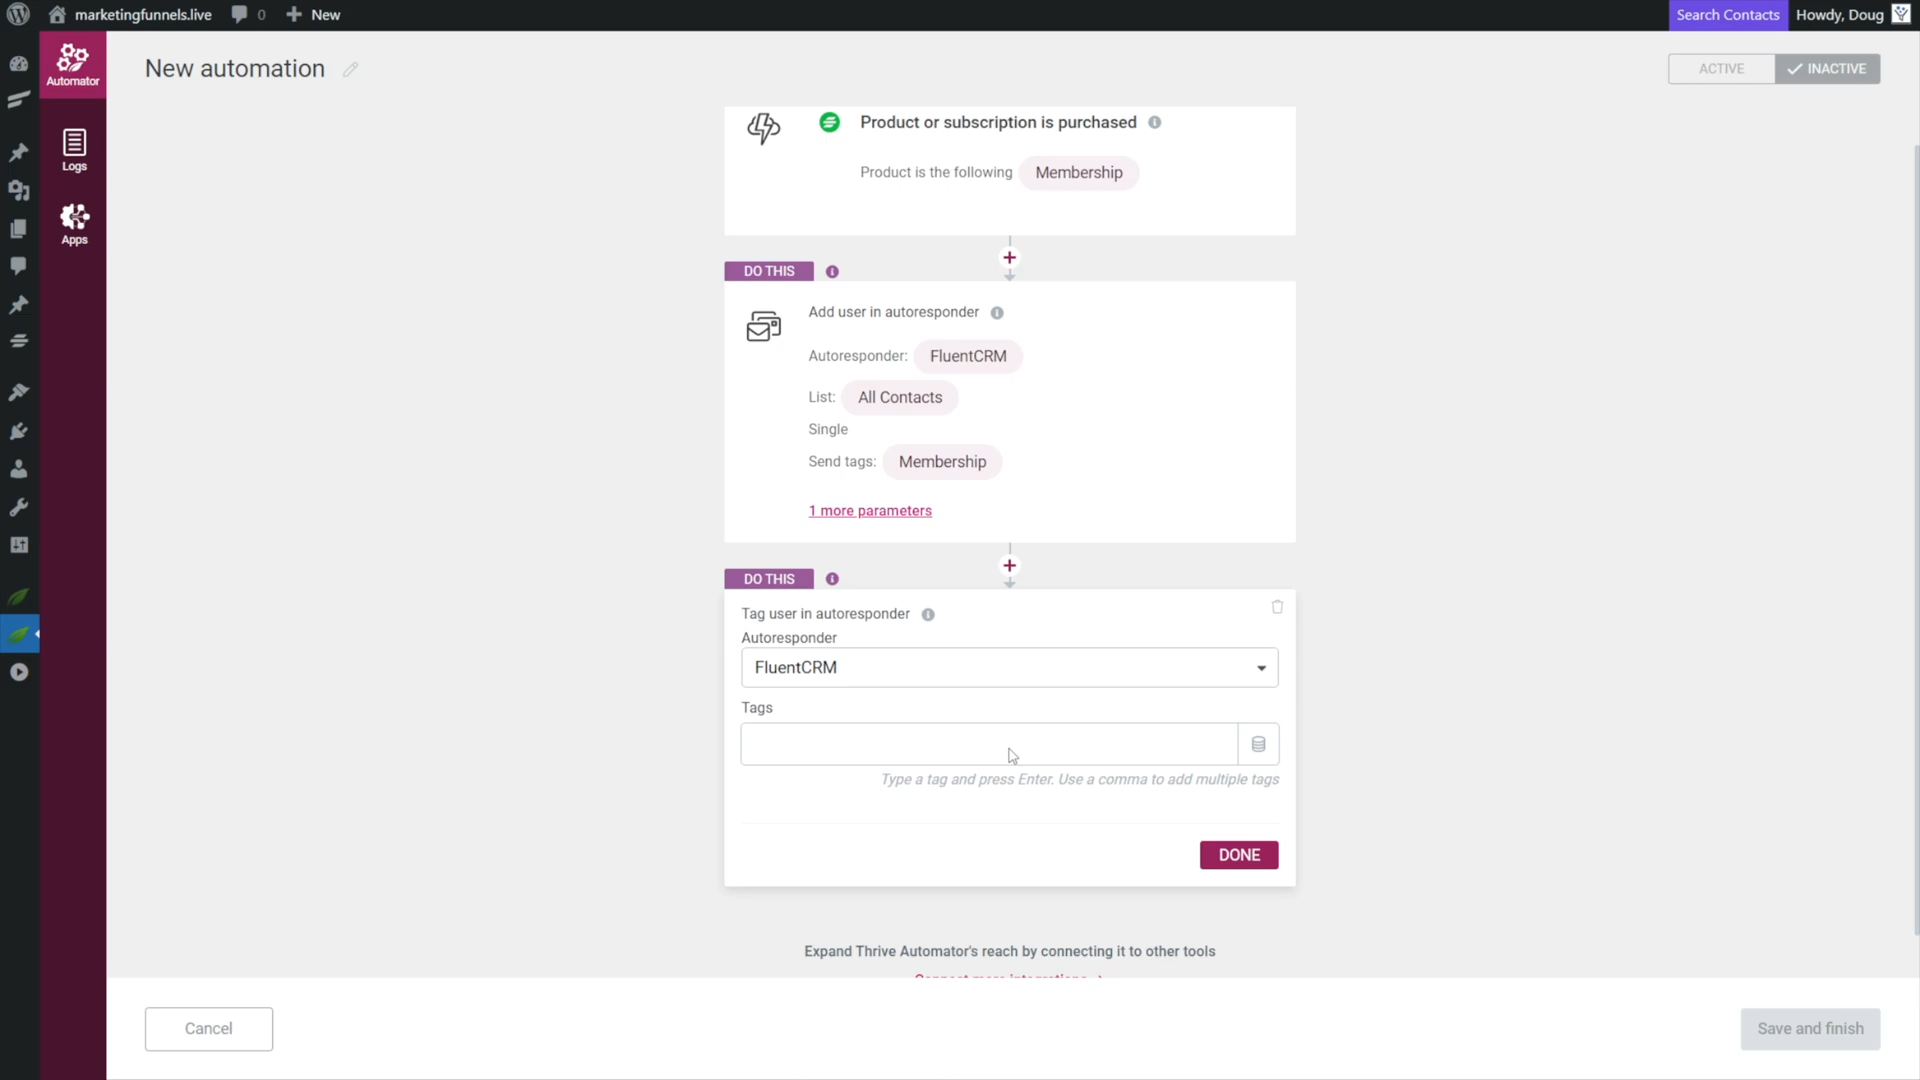 marketingfunnels.live
0
New
Search Contacts
Howdy, Doug
Automator
Logs
Apps
New automation
ACTIVE
INACTIVE
Product or subscription is purchased
Product is the following Membership
DO THIS
Add user in autoresponder
Autoresponder: FluentCRM
List: All Contacts
Single
Send tags: Membership
1 more parameters
DO THIS
Tag user in autoresponder
Autoresponder
FluentCRM
Tags
Type a tag and press Enter. Use a comma to add multiple tags
DONE
Expand Thrive Automator's reach by connecting it to other tools
Connect more integrations
Cancel
Save and finish